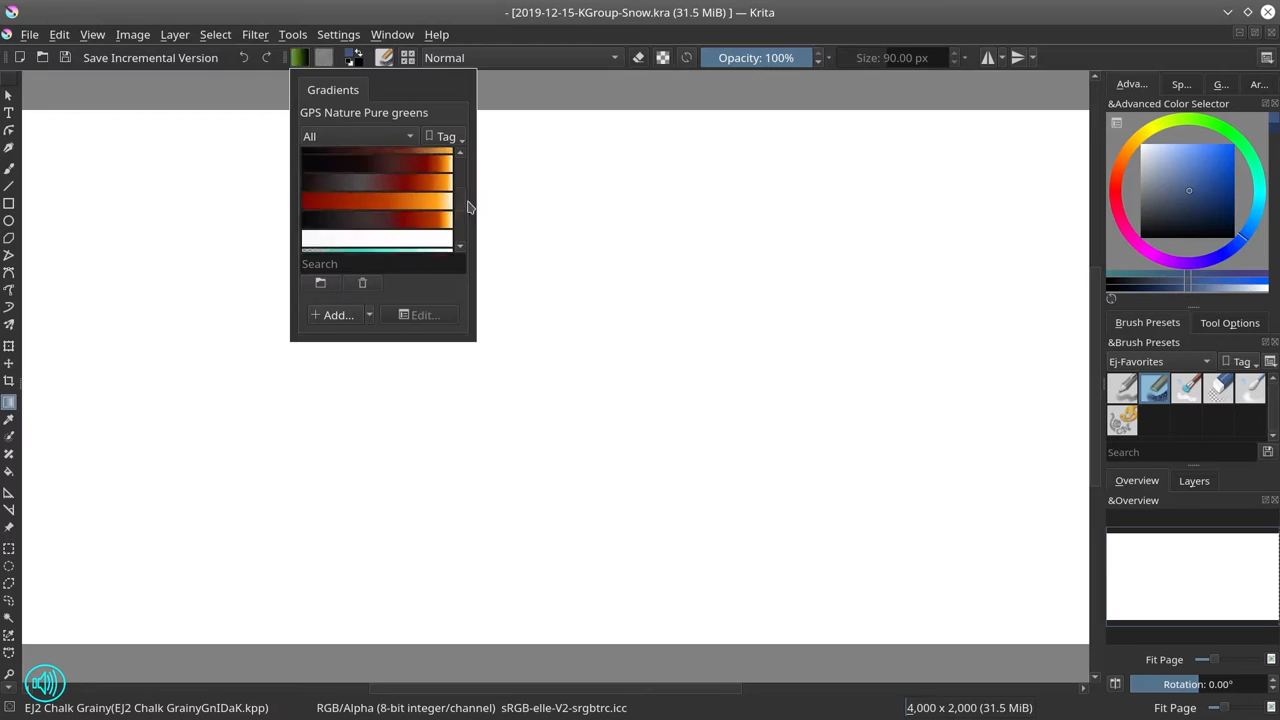 - [2019-12-15-KGroup-Snow.kra (31.5 MiB) ] — Krita
File Edit View Image Layer Select Filter Tools Settings Window Help
Save Incremental Version Normal Opacity: 100% Size: 90.00 px
Gradients
GPS Nature Pure greens
All Tag
Search
Add... Edit...
Adva... Sp... G... Ar...
&Advanced Color Selector
Brush Presets Tool Options
&Brush Presets
Ej-Favorites Tag
Search
Overview Layers
&Overview
Fit Page
Rotation: 0.00°
EJ2 Chalk Grainy(EJ2 Chalk GrainyGnIDaK.kpp) RGB/Alpha (8-bit integer/channel) sRGB-elle-V2-srgbtrc.icc 4,000 x 2,000 (31.5 MiB) Fit Page